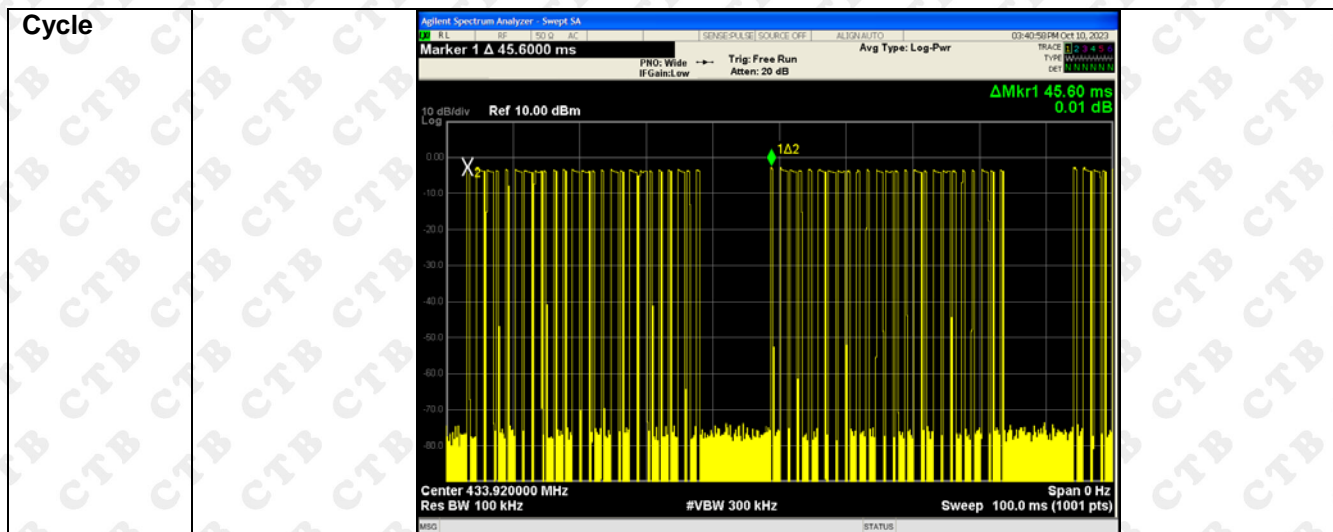 Cycle
Agilent Spectrum Analyzer - Swept SA
RL RF 50 Ω AC SENSE:PULSE SOURCE OFF ALIGNAUTO 03:40:58 PM Oct 10, 2023
Marker 1 Δ 45.6000 ms
PNO: Wide
IFGain:Low
Trig: Free Run
Atten: 20 dB
Avg Type: Log-Pwr
TRACE 1 2 3 4 5 6
TYPE
DET N N N N N N
ΔMkr1 45.60 ms
0.01 dB
10 dB/div Ref 10.00 dBm
Log
1Δ2
0.00
X2
-10.0
-20.0
-30.0
-40.0
-50.0
-60.0
-70.0
-80.0
Center 433.920000 MHz Span 0 Hz
Res BW 100 kHz #VBW 300 kHz Sweep 100.0 ms (1001 pts)
MSG STATUS
CTB